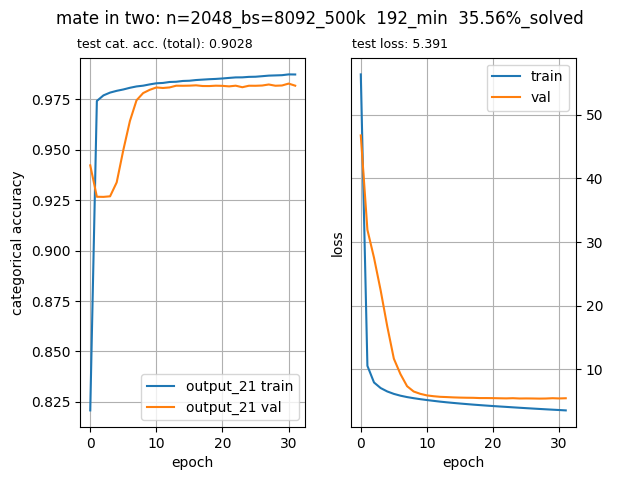 mate in two: n=2048_bs=8092_500k  192_min  35.56%_solved
test cat. acc. (total): 0.9028
test loss: 5.391
categorical accuracy
0.975
0.950
0.925
0.900
0.875
0.850
0.825
output_21 train
output_21 val
0
10
20
30
epoch
loss
train
val
50
40
30
20
10
0
10
20
30
epoch